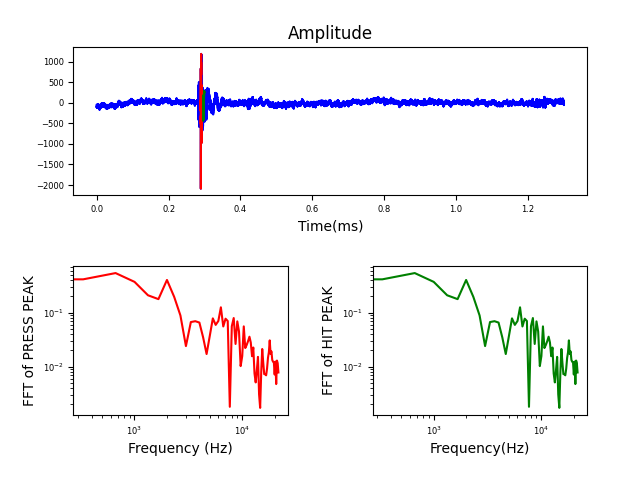 Amplitude
1000
500
0
−500
−1000
−1500
−2000
0.0 0.2 0.4 0.6 0.8 1.0 1.2
Time(ms)
FFT of PRESS PEAK
10⁻¹
10⁻²
10³ 10⁴
Frequency (Hz)
FFT of HIT PEAK
10⁻¹
10⁻²
10³ 10⁴
Frequency(Hz)